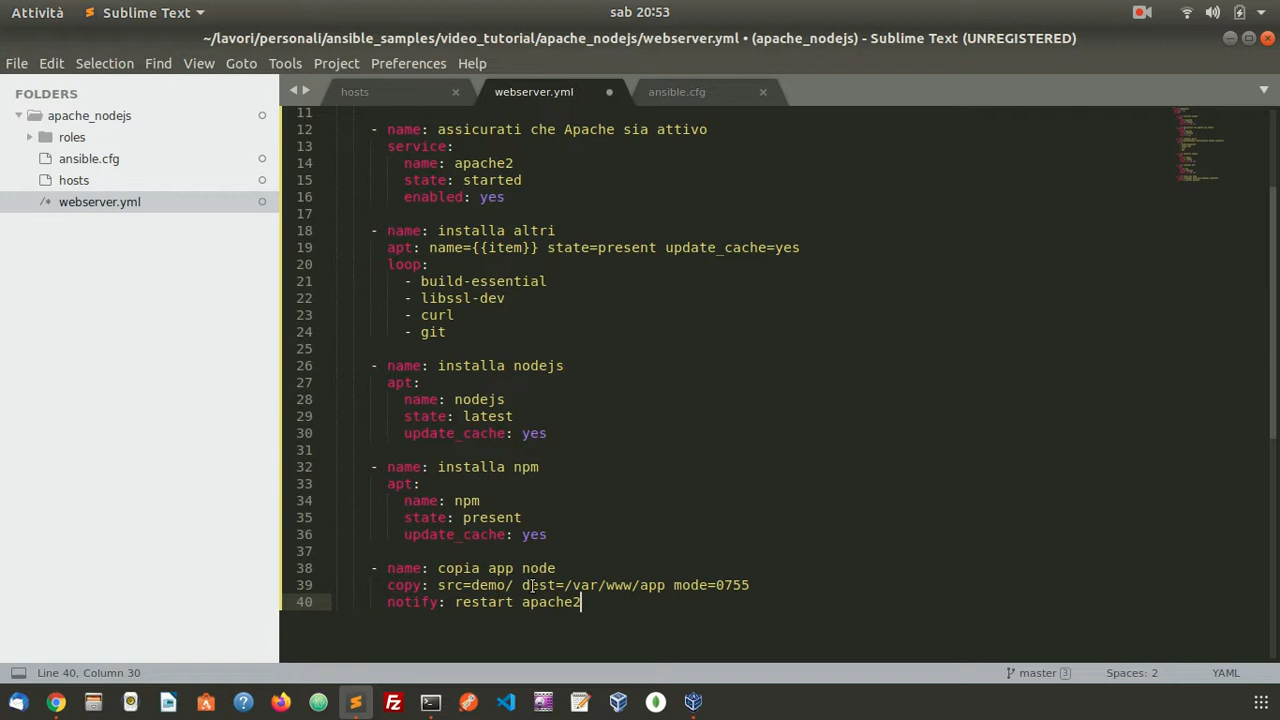 Attività
Sublime Text
sab 20:53
~/lavori/personali/ansible_samples/video_tutorial/apache_nodejs/webserver.yml • (apache_nodejs) - Sublime Text (UNREGISTERED)
File Edit Selection Find View Goto Tools Project Preferences Help
FOLDERS
apache_nodejs
roles
ansible.cfg
hosts
/* webserver.yml
hosts
webserver.yml
ansible.cfg
11
12 - name: assicurati che Apache sia attivo
13 service:
14 name: apache2
15 state: started
16 enabled: yes
17
18 - name: installa altri
19 apt: name={{item}} state=present update_cache=yes
20 loop:
21 - build-essential
22 - libssl-dev
23 - curl
24 - git
25
26 - name: installa nodejs
27 apt:
28 name: nodejs
29 state: latest
30 update_cache: yes
31
32 - name: installa npm
33 apt:
34 name: npm
35 state: present
36 update_cache: yes
37
38 - name: copia app node
39 copy: src=demo/ dest=/var/www/app mode=0755
40 notify: restart apache2
Line 40, Column 30
master 3
Spaces: 2
YAML